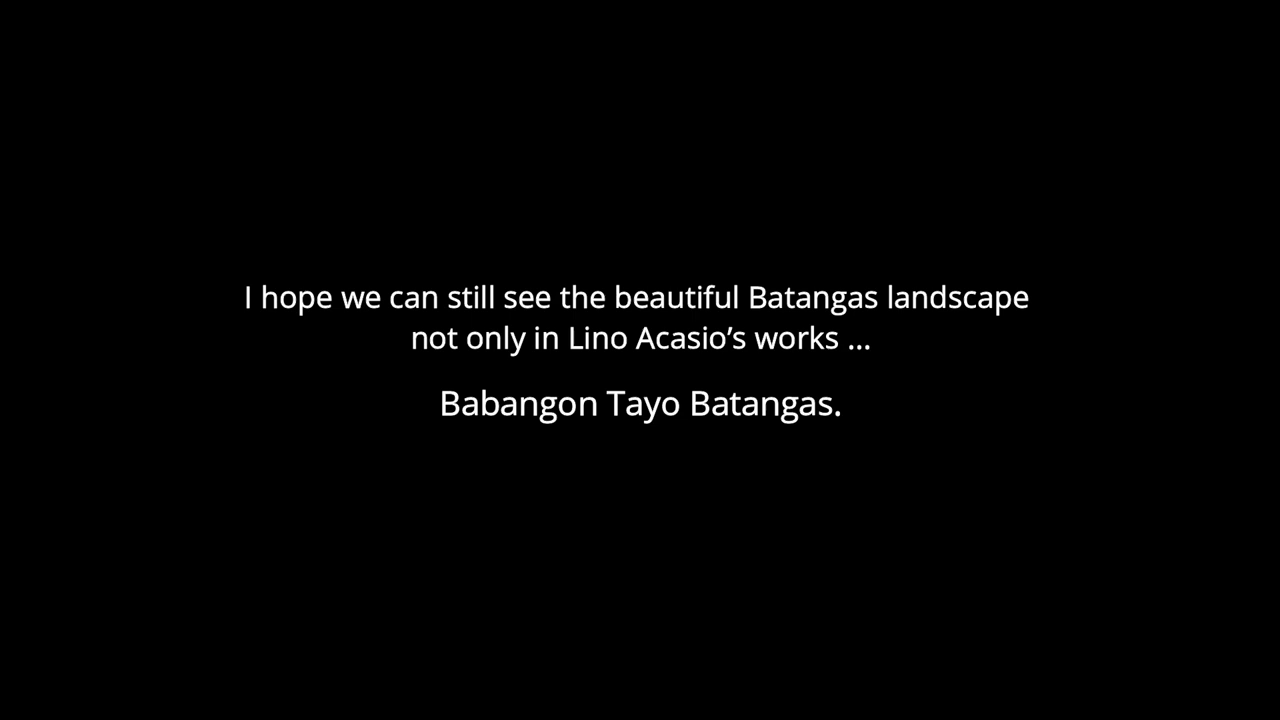 I hope we can still see the beautiful Batangas landscape
not only in Lino Acasio’s works ...
Babangon Tayo Batangas.